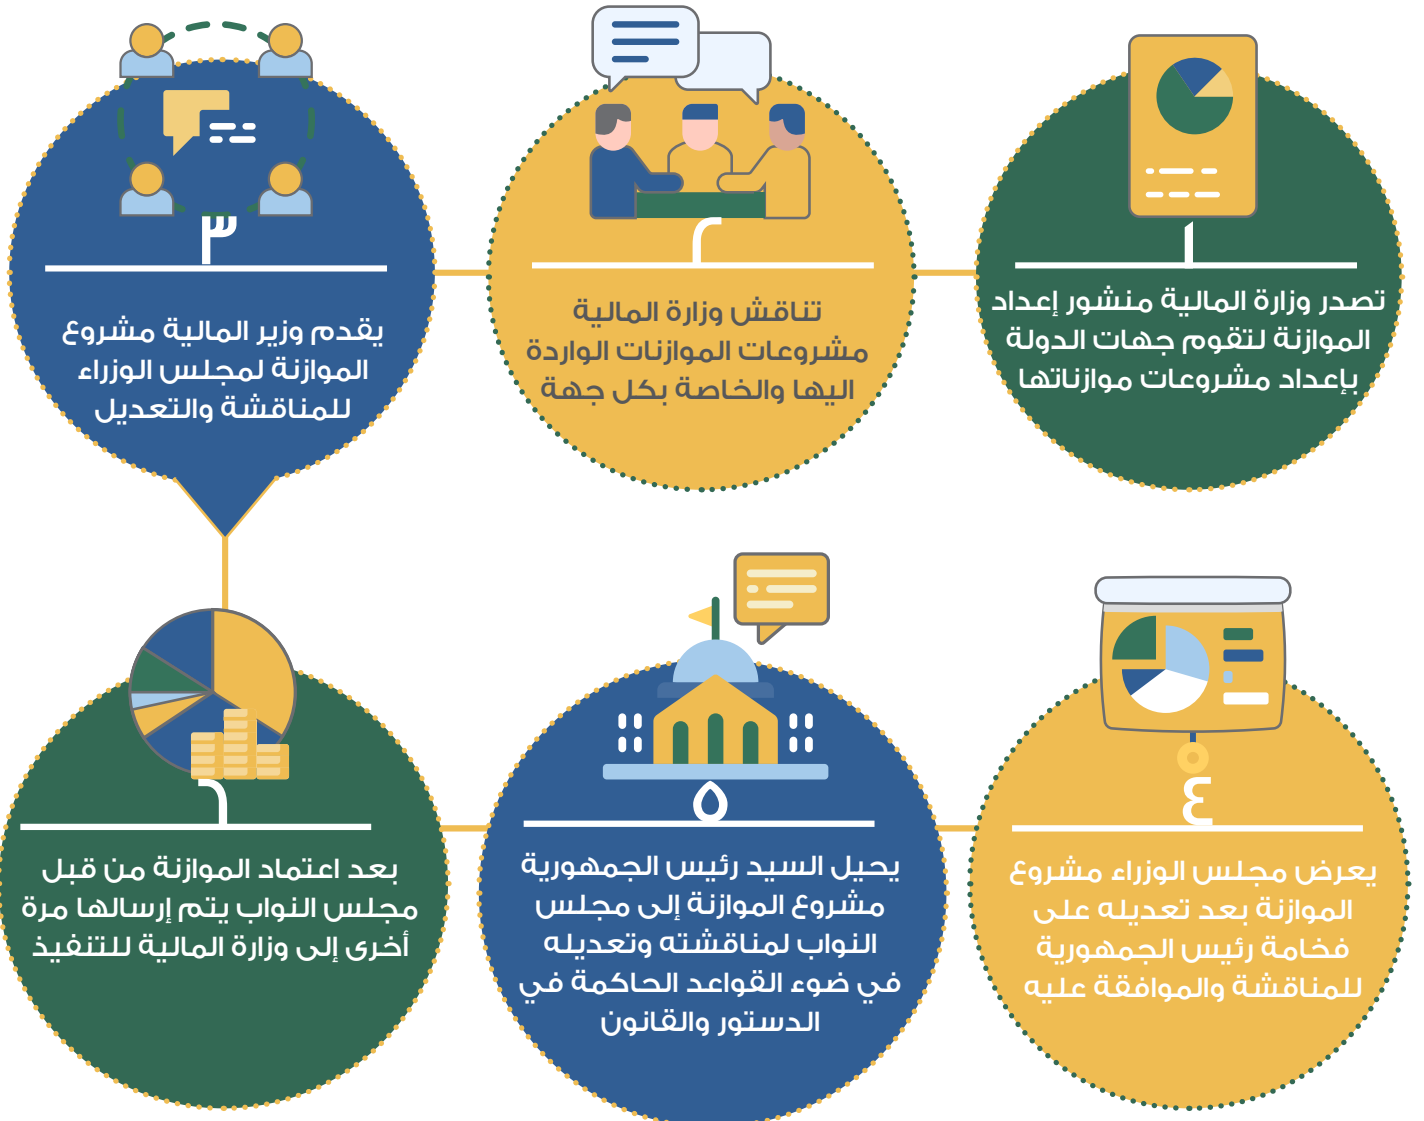 ١
تصدر وزارة المالية منشور إعداد
الموازنة لتقوم جهات الدولة
بإعداد مشروعات موازناتها
٢
تناقش وزارة المالية
مشروعات الموازنات الواردة
اليها والخاصة بكل جهة
٣
يقدم وزير المالية مشروع
الموازنة لمجلس الوزراء
للمناقشة والتعديل
٤
يعرض مجلس الوزراء مشروع
الموازنة بعد تعديله على
فخامة رئيس الجمهورية
للمناقشة والموافقة عليه
٥
يحيل السيد رئيس الجمهورية
مشروع الموازنة إلى مجلس
النواب لمناقشته وتعديله
في ضوء القواعد الحاكمة في
الدستور والقانون
٦
بعد اعتماد الموازنة من قبل
مجلس النواب يتم إرسالها مرة
أخرى إلى وزارة المالية للتنفيذ